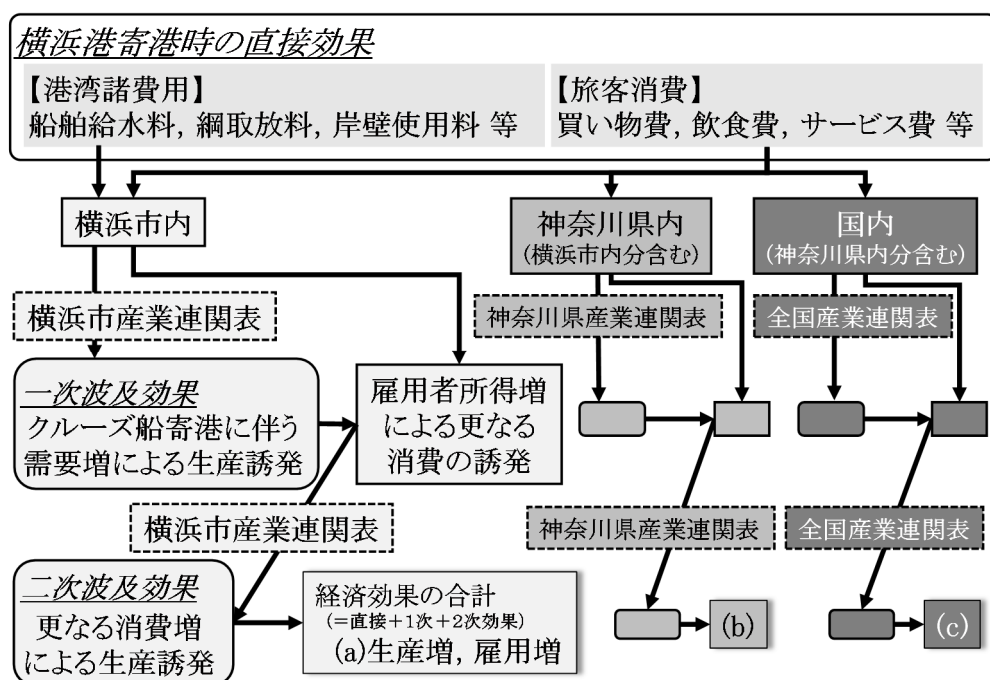 横浜港寄港時の直接効果
【港湾諸費用】
船舶給水料, 綱取放料, 岸壁使用料 等
【旅客消費】
買い物費, 飲食費, サービス費 等
横浜市内
神奈川県内
(横浜市内分含む)
国内
(神奈川県内分含む)
横浜市産業連関表
神奈川県産業連関表
全国産業連関表
一次波及効果
クルーズ船寄港に伴う
需要増による生産誘発
雇用者所得増
による更なる
消費の誘発
横浜市産業連関表
神奈川県産業連関表
全国産業連関表
二次波及効果
更なる消費増
による生産誘発
経済効果の合計
(=直接+1次+2次効果)
(a)生産増, 雇用増
(b)
(c)